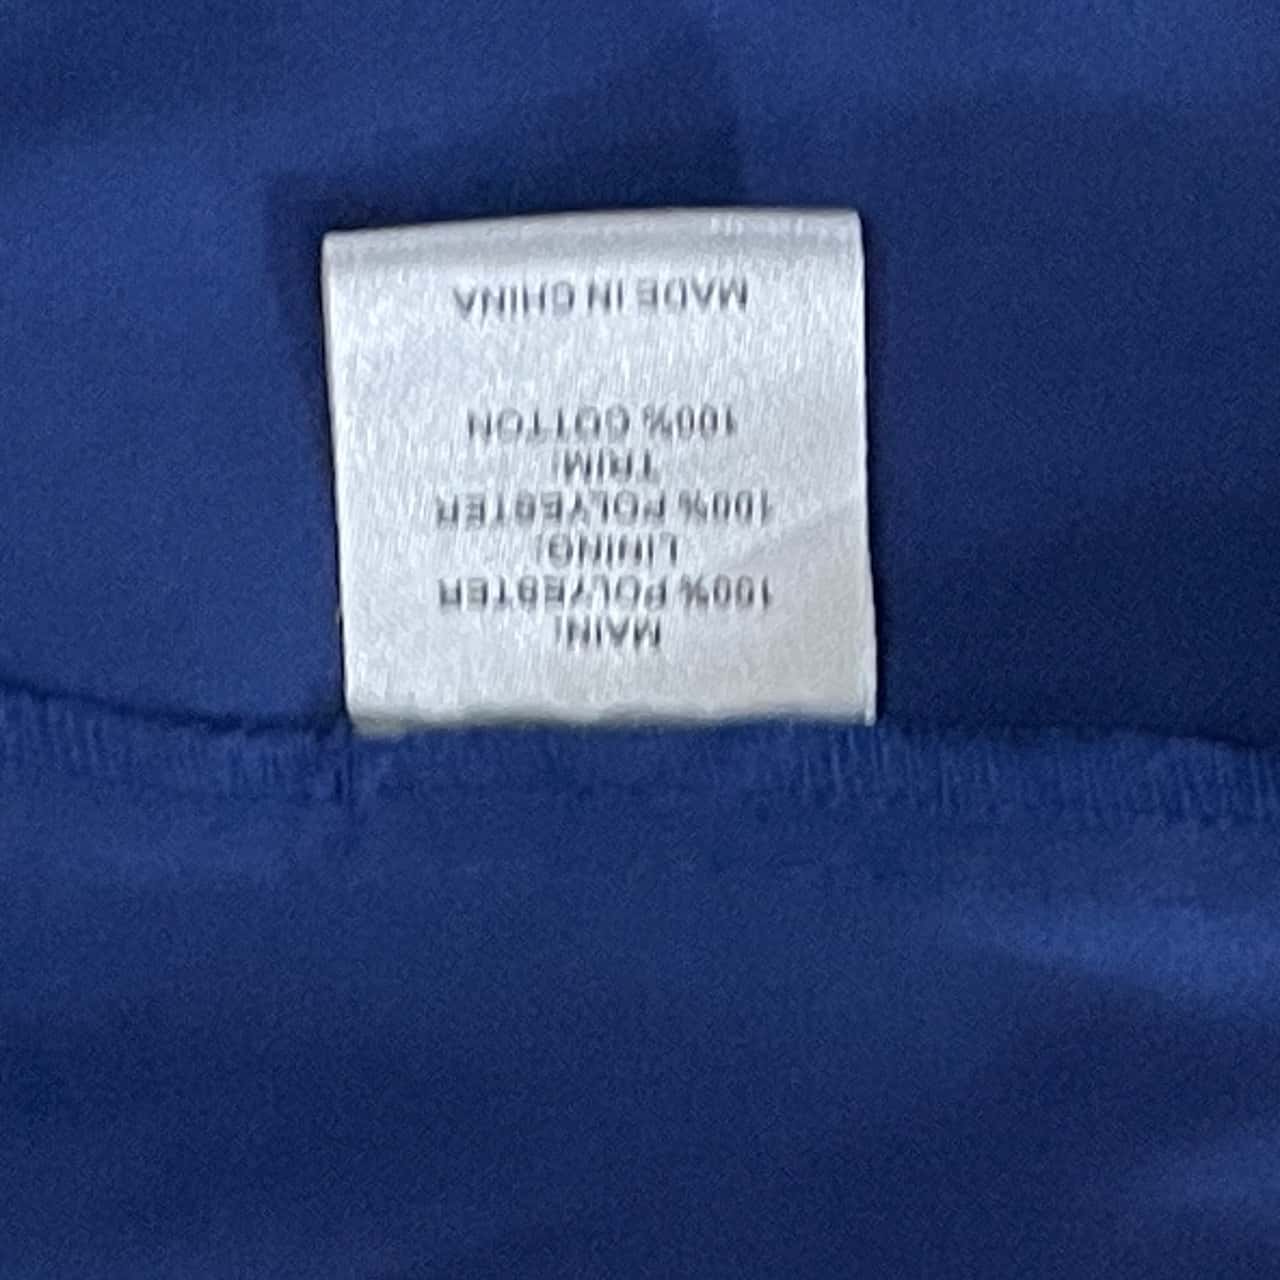 MAIN:
100% POLYESTER
LINING:
100% POLYESTER
TRIM:
100% COTTON
MADE IN CHINA